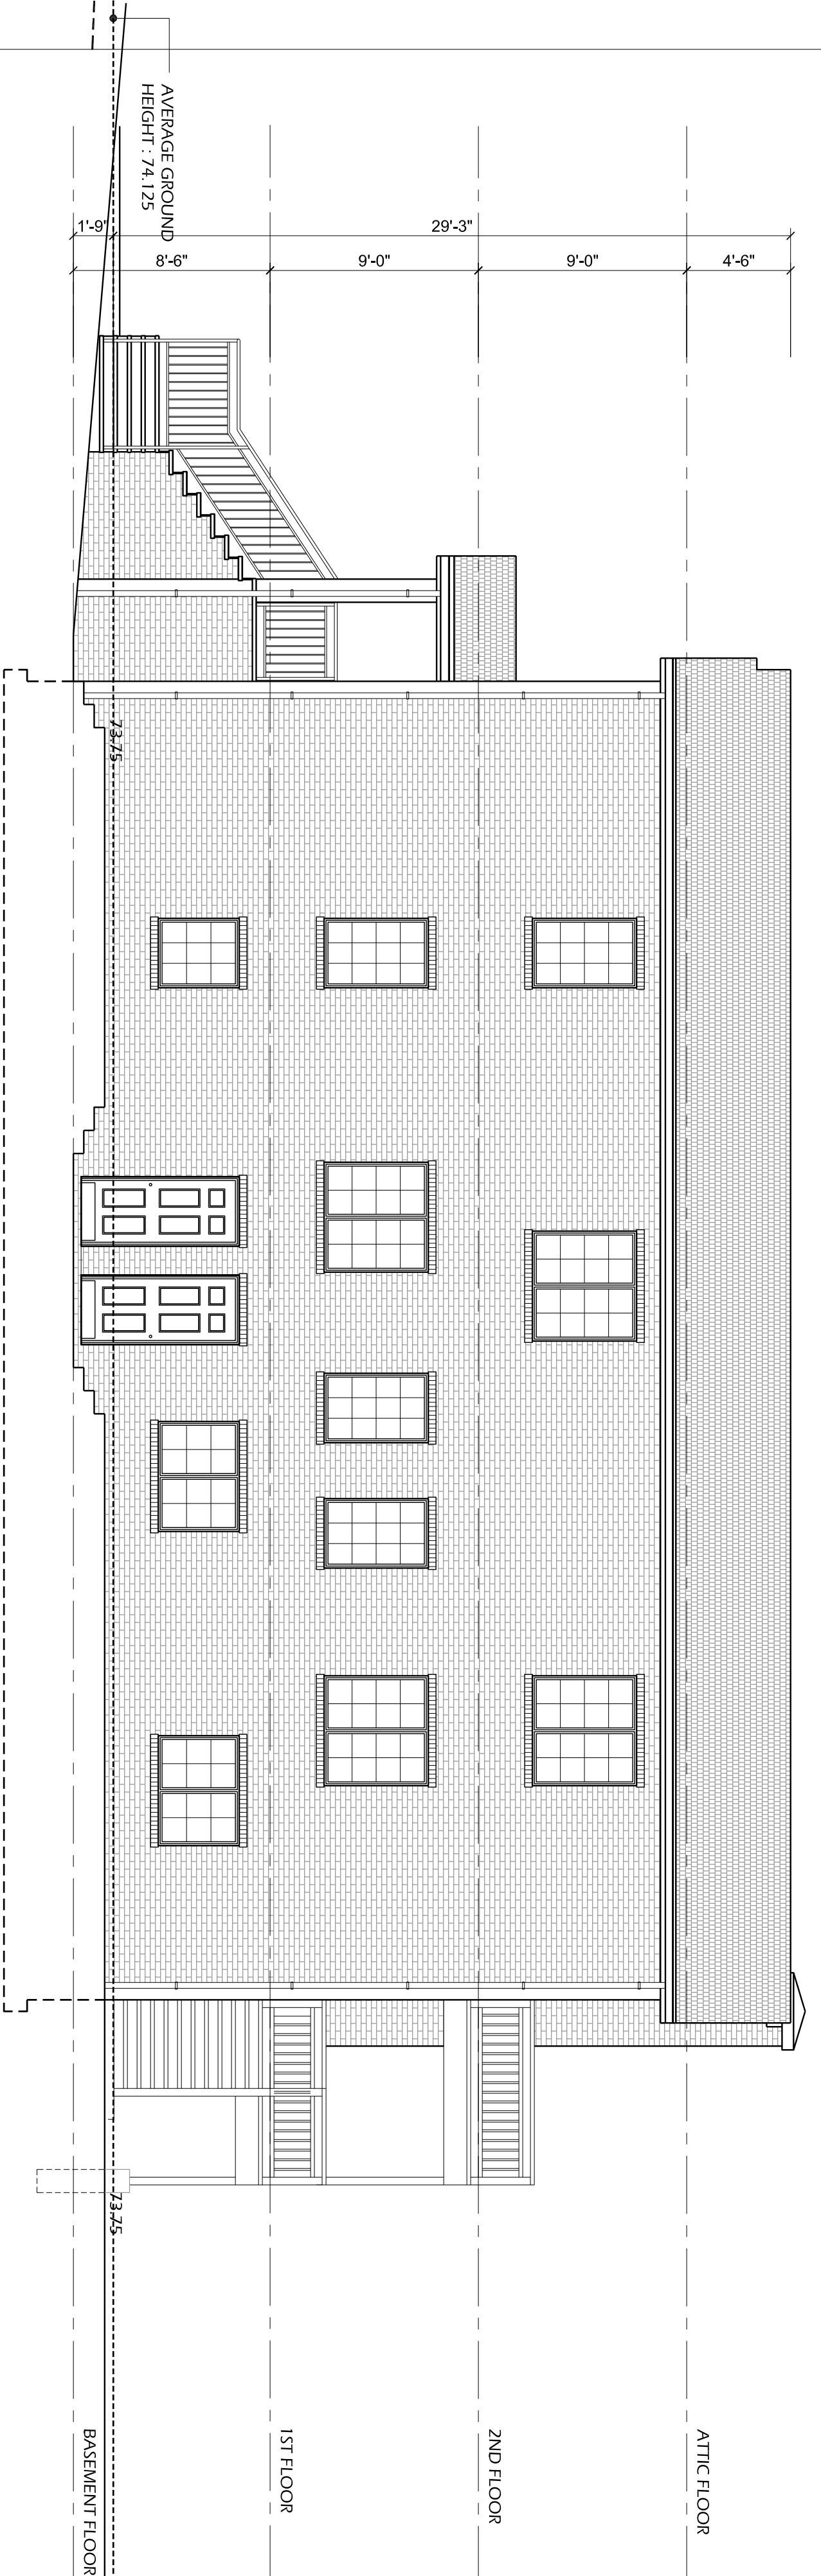 AVERAGE GROUND
HEIGHT : 74.125
1'-9"
29'-3"
8'-6"
9'-0"
9'-0"
4'-6"
73.75
73.75
ATTIC FLOOR
2ND FLOOR
1ST FLOOR
BASEMENT FLOOR